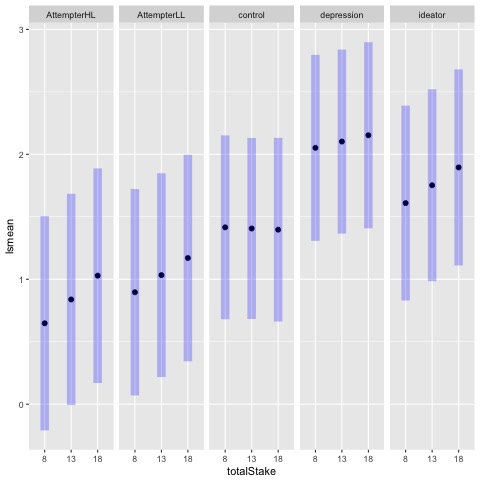 AttempterHL AttempterLL control depression ideator
3
2
1
0
lsmean
8 13 18 8 13 18 8 13 18 8 13 18 8 13 18
totalStake